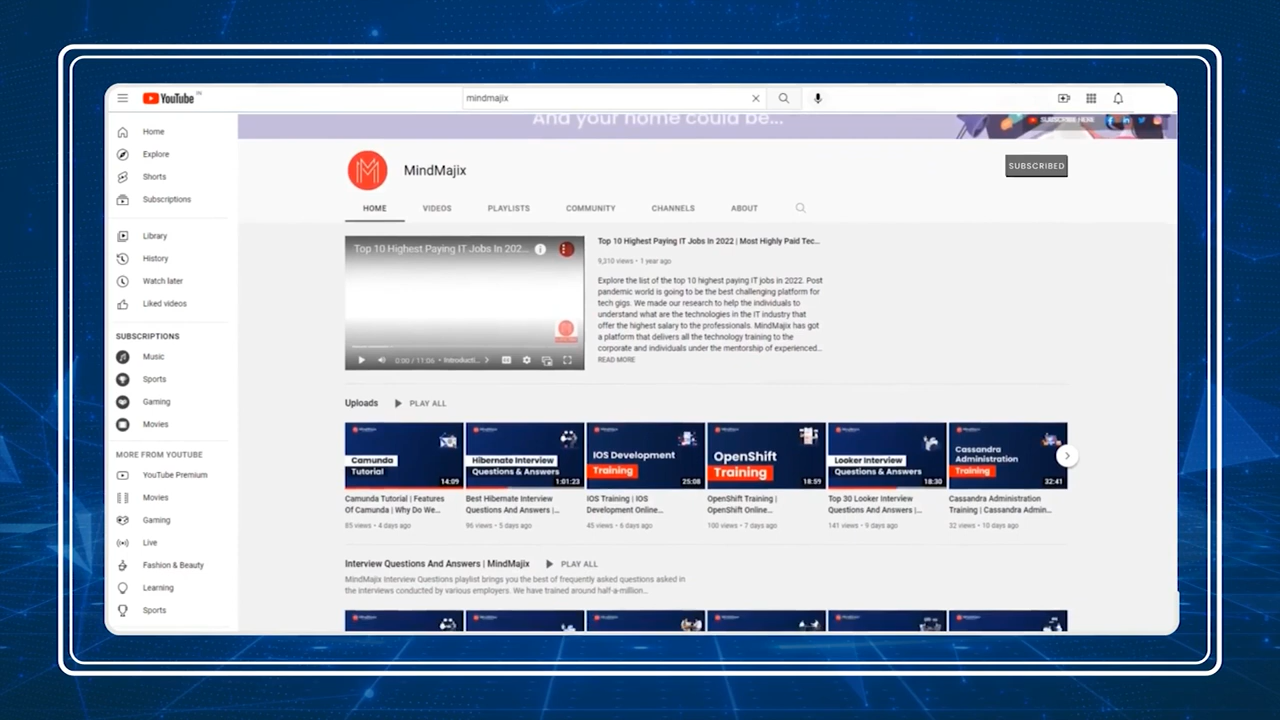 YouTube IN
mindmajix
And your home could be...
SUBSCRIBE HERE
Home
Explore
Shorts
Subscriptions
Library
History
Watch later
Liked videos
SUBSCRIPTIONS
Music
Sports
Gaming
Movies
MORE FROM YOUTUBE
YouTube Premium
Movies
Gaming
Live
Fashion & Beauty
Learning
Sports
MindMajix
SUBSCRIBED
HOME VIDEOS PLAYLISTS COMMUNITY CHANNELS ABOUT
Top 10 Highest Paying IT Jobs In 202...
0:00 / 11:06 • Introducti...
Top 10 Highest Paying IT Jobs In 2022 | Most Highly Paid Tec...
9,310 views • 1 year ago
Explore the list of the top 10 highest paying IT jobs in 2022. Post
pandemic world is going to be the best challenging platform for
tech gigs. We made our research to help the individuals to
understand what are the technologies in the IT industry that
offer the highest salary to the professionals. MindMajix has got
a platform that delivers all the technology training to the
corporate and individuals under the mentorship of experienced...
READ MORE
Uploads PLAY ALL
Camunda
Tutorial
14:09
Camunda Tutorial | Features
Of Camunda | Why Do We...
85 views • 4 days ago
Hibernate Interview
Questions & Answers
1:01:23
Best Hibernate Interview
Questions And Answers |...
96 views • 5 days ago
IOS Development
Training
25:08
IOS Training | IOS
Development Online...
45 views • 6 days ago
OpenShift
Training
18:59
OpenShift Training |
OpenShift Online...
100 views • 7 days ago
Looker Interview
Questions & Answers
18:30
Top 30 Looker Interview
Questions And Answers |...
141 views • 9 days ago
Cassandra
Administration
Training
32:41
Cassandra Administration
Training | Cassandra Admin...
32 views • 10 days ago
Interview Questions And Answers | MindMajix PLAY ALL
MindMajix Interview Questions playlist brings you the best of frequently asked questions asked in
the interviews conducted by various employers. We have trained around half-a-million...